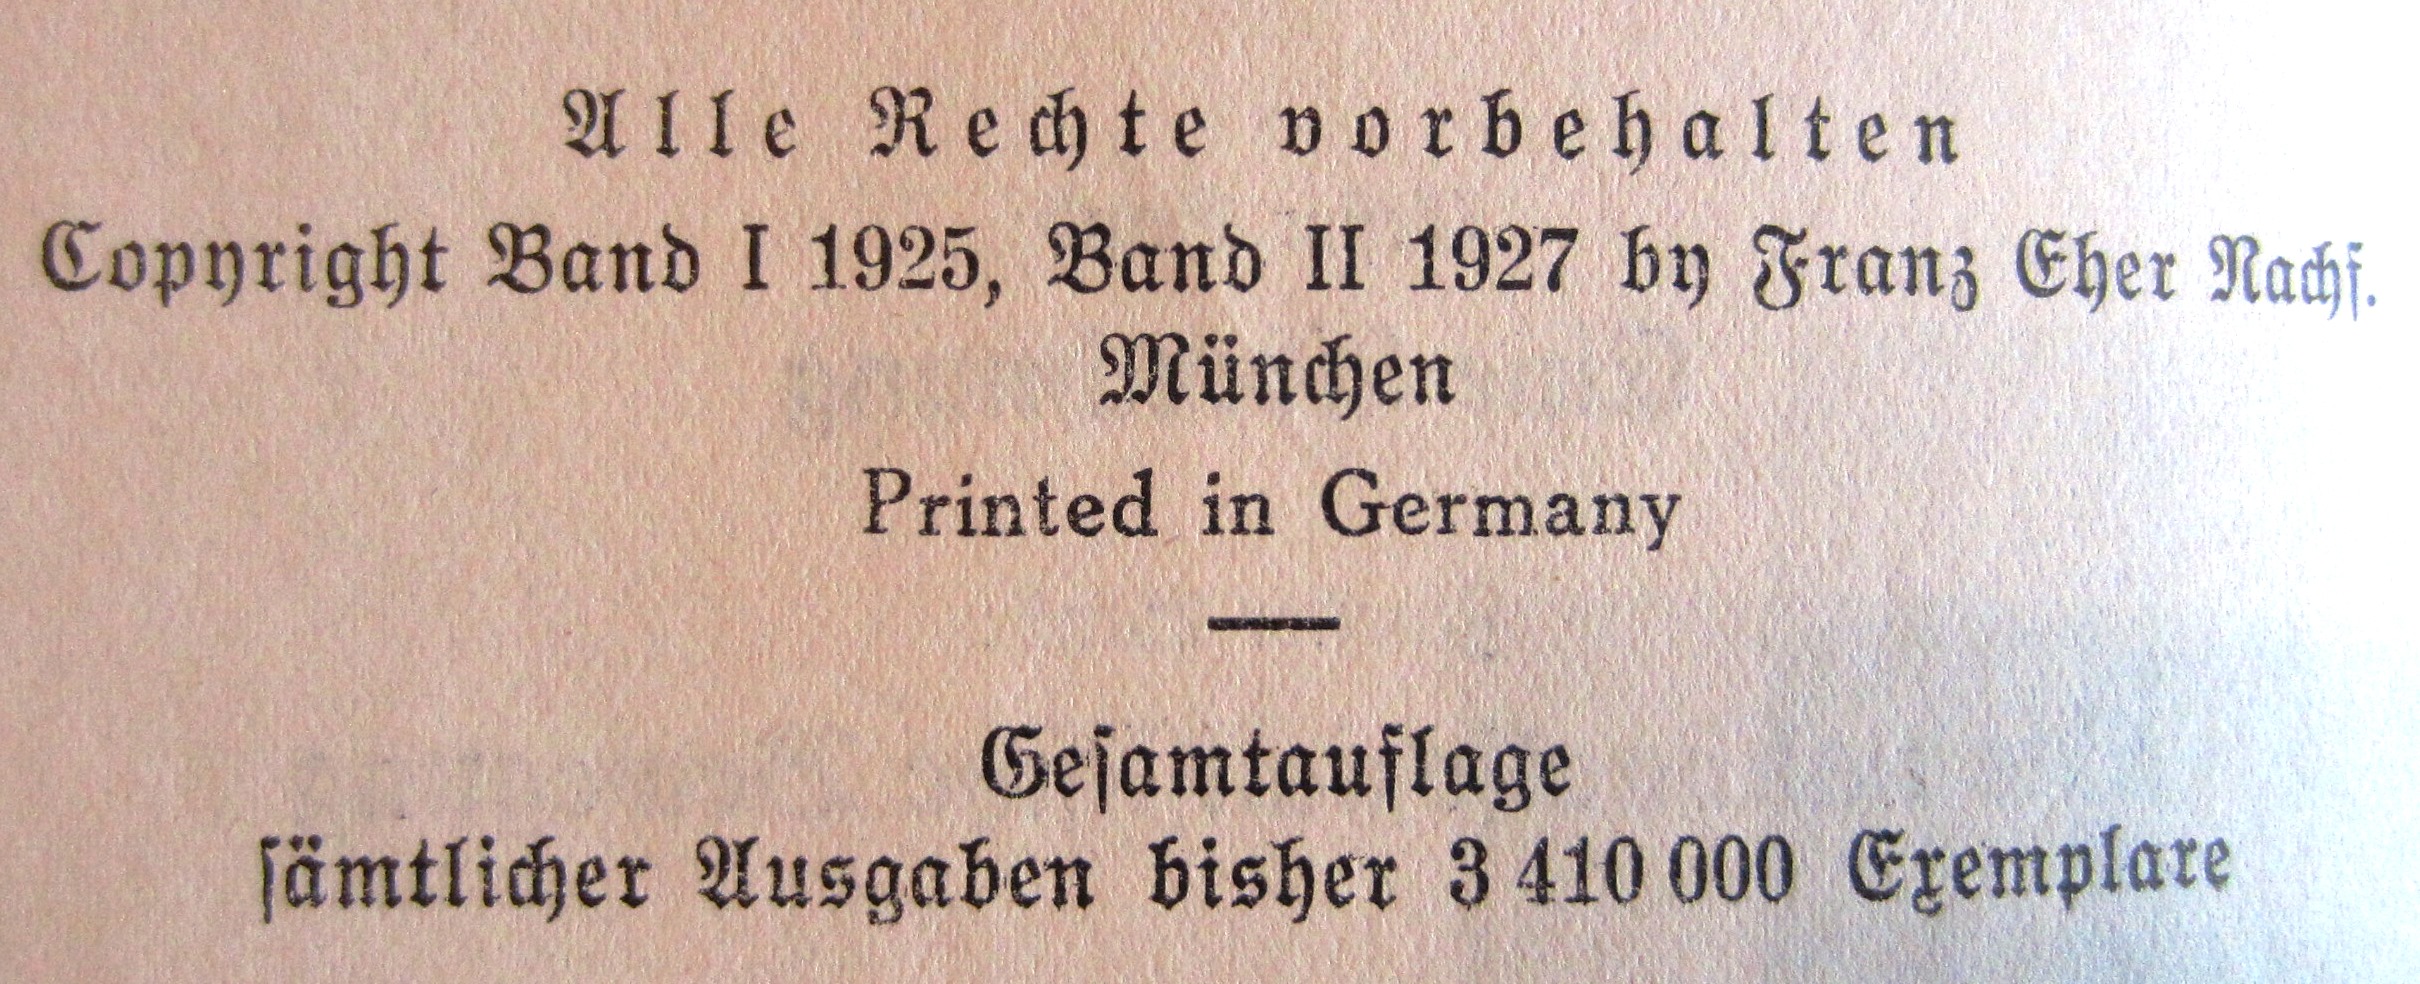 Alle Rechte vorbehalten
Copyright Band I 1925, Band II 1927 by Franz Eher Nachf.
München
Printed in Germany
Geſamtauflage
ſämtlicher Ausgaben bisher 3 410 000 Exemplare